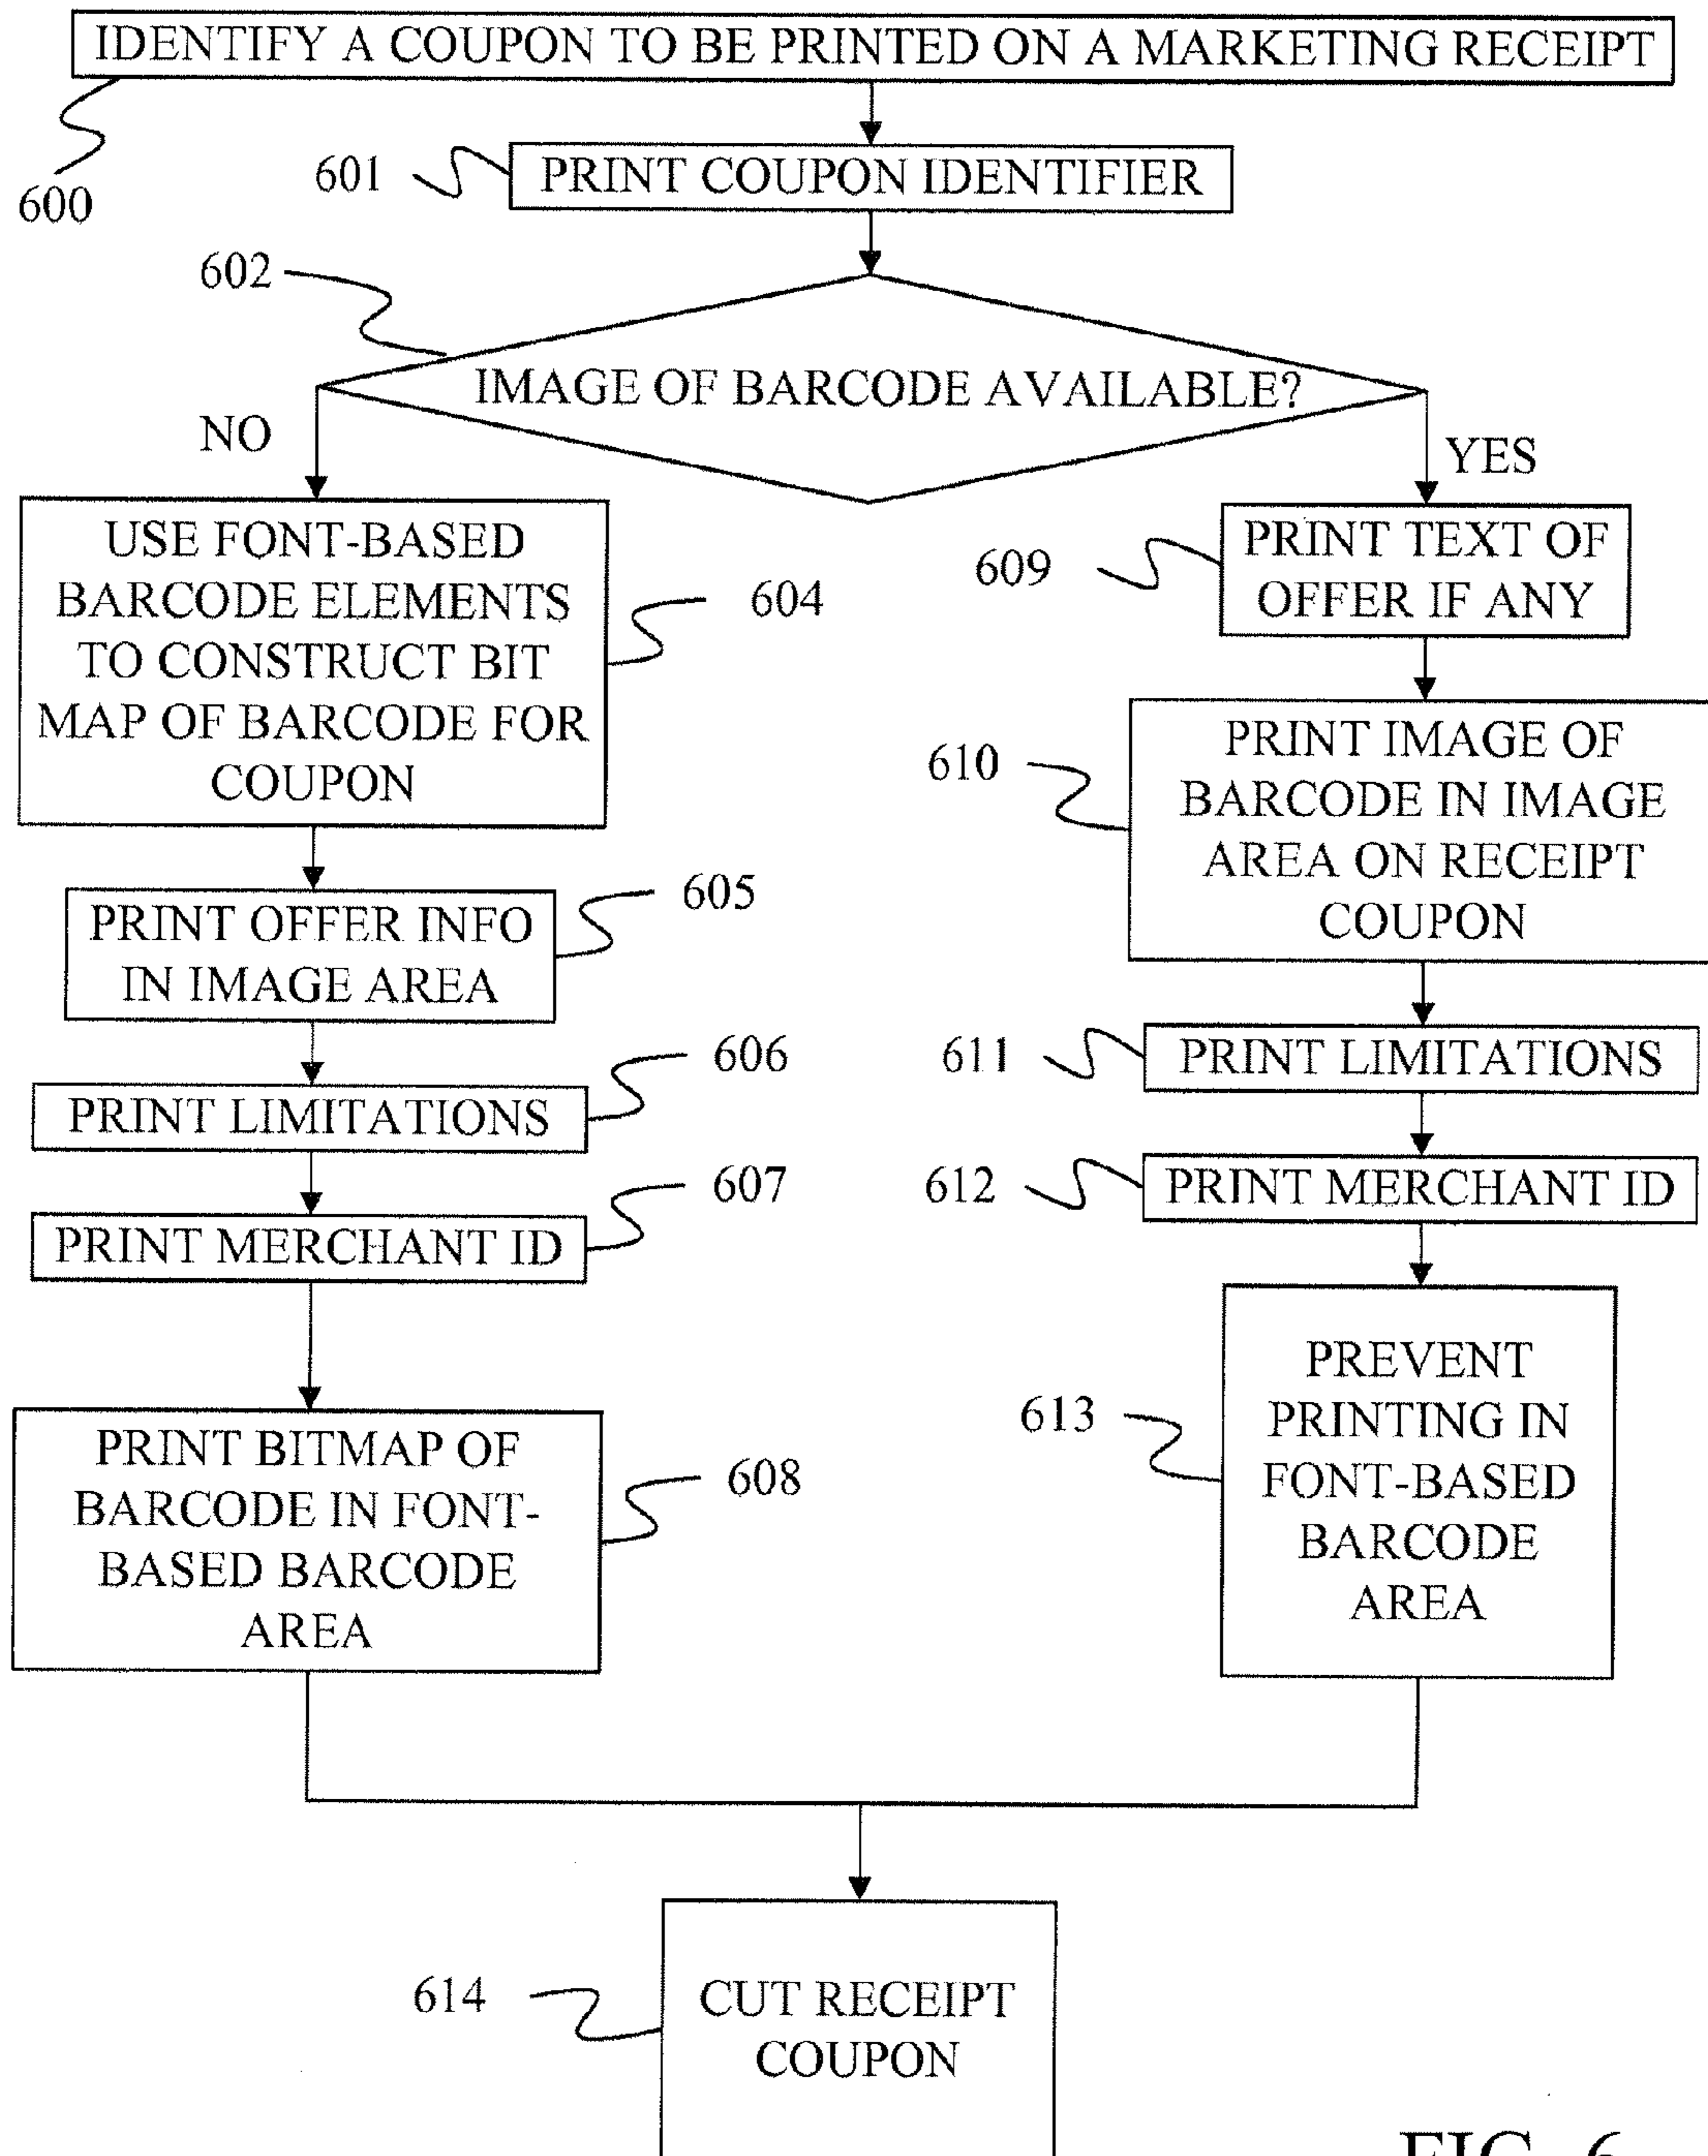 IDENTIFY A COUPON TO BE PRINTED ON A MARKETING RECEIPT
600
601
PRINT COUPON IDENTIFIER
602
IMAGE OF BARCODE AVAILABLE?
NO
YES
USE FONT-BASED
BARCODE ELEMENTS
TO CONSTRUCT BIT
MAP OF BARCODE FOR
COUPON
604
PRINT OFFER INFO
IN IMAGE AREA
605
PRINT LIMITATIONS
606
PRINT MERCHANT ID
607
PRINT BITMAP OF
BARCODE IN FONT-
BASED BARCODE
AREA
608
609
PRINT TEXT OF
OFFER IF ANY
610
PRINT IMAGE OF
BARCODE IN IMAGE
AREA ON RECEIPT
COUPON
611
PRINT LIMITATIONS
612
PRINT MERCHANT ID
613
PREVENT
PRINTING IN
FONT-BASED
BARCODE
AREA
614
CUT RECEIPT
COUPON
FIG. 6